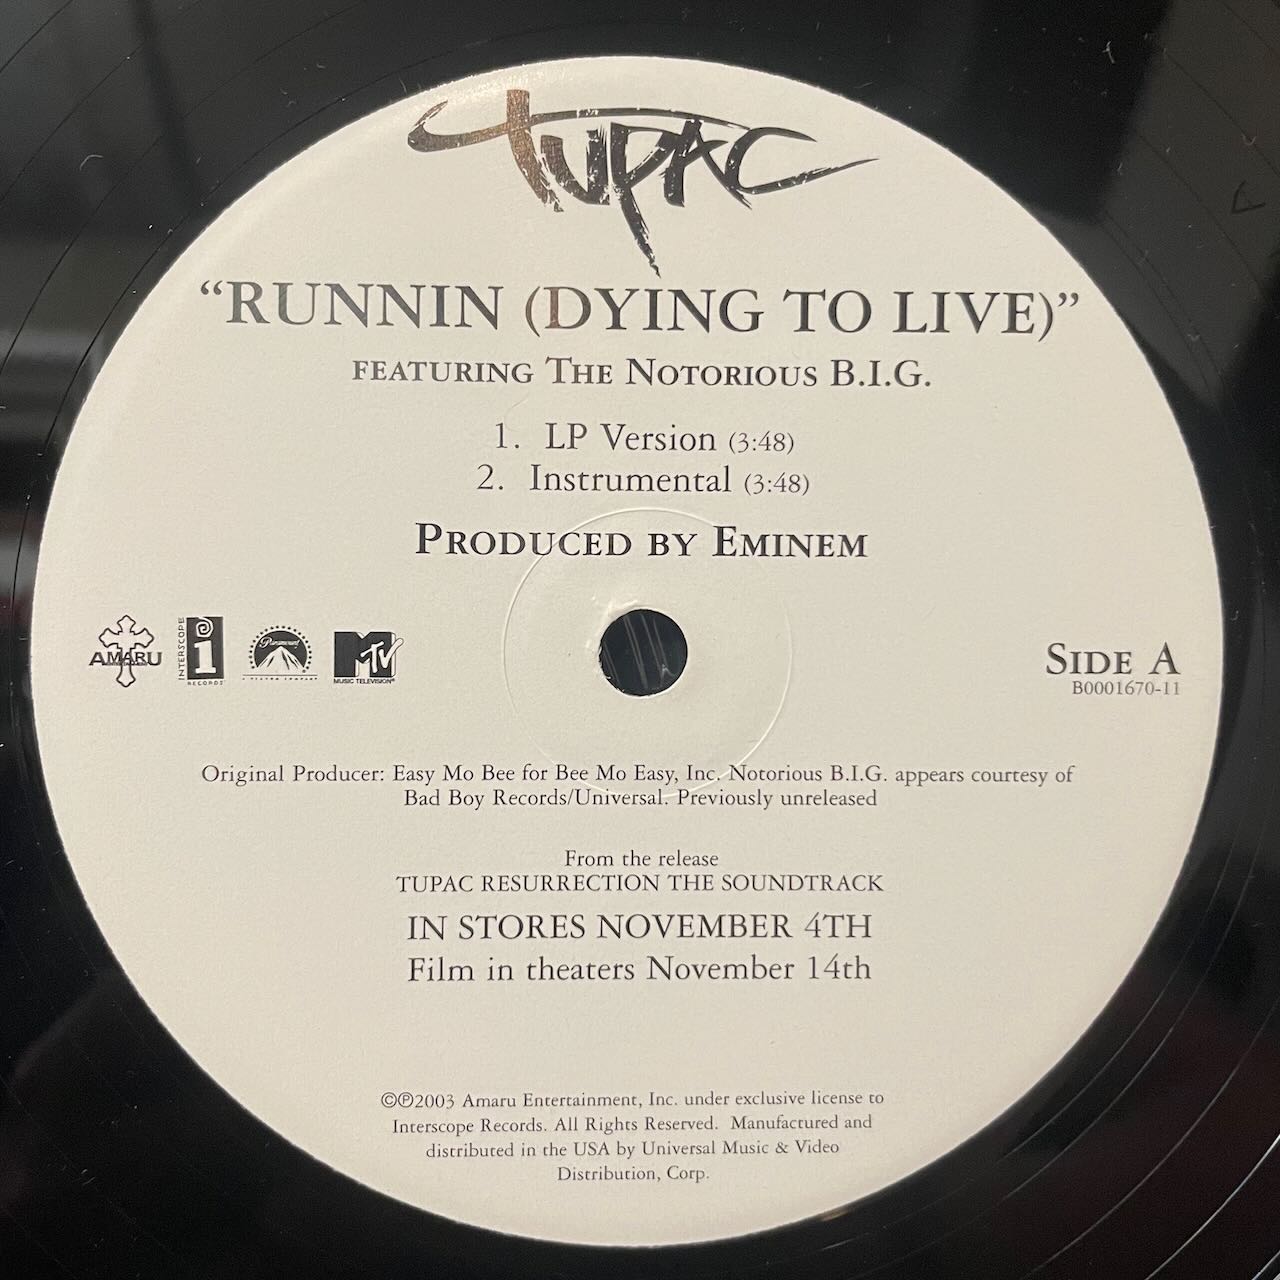 TUPAC
“RUNNIN (DYING TO LIVE)”
FEATURING THE NOTORIOUS B.I.G.
1. LP Version (3:48)
2. Instrumental (3:48)
PRODUCED BY EMINEM
AMARU
INTERSCOPE
RECORDS
Paramount
MTV
MUSIC TELEVISION®
SIDE A
B0001670-11
Original Producer: Easy Mo Bee for Bee Mo Easy, Inc. Notorious B.I.G. appears courtesy of
Bad Boy Records/Universal. Previously unreleased
From the release
TUPAC RESURRECTION THE SOUNDTRACK
IN STORES NOVEMBER 4TH
Film in theaters November 14th
©℗2003 Amaru Entertainment, Inc. under exclusive license to
Interscope Records. All Rights Reserved. Manufactured and
distributed in the USA by Universal Music & Video
Distribution, Corp.